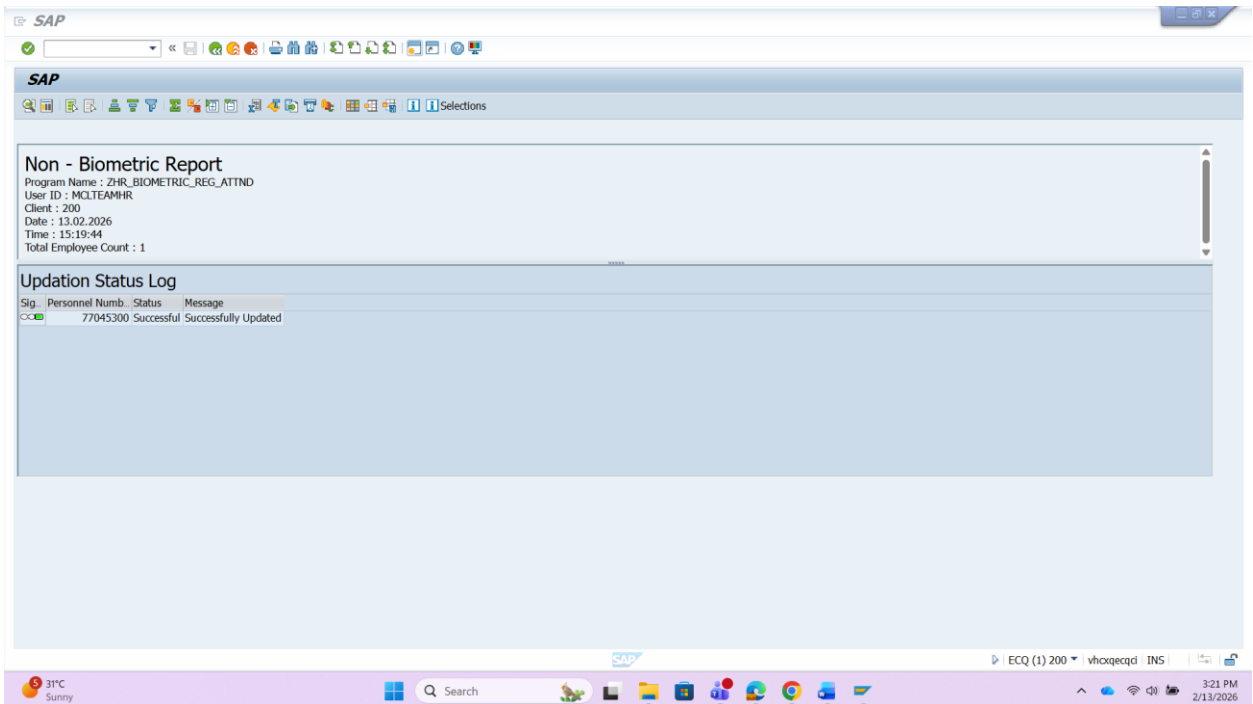 SAP
SAP
Selections
Non - Biometric Report
Program Name : ZHR_BIOMETRIC_REG_ATTND
User ID : MCLTEAMHR
Client : 200
Date : 13.02.2026
Time : 15:19:44
Total Employee Count : 1
Updation Status Log
Sig.. Personnel Numb.. Status Message
77045300 Successful Successfully Updated
SAP
ECQ (1) 200 vhcxqecqci INS
5 31°C
Sunny
Search
3:21 PM
2/13/2026